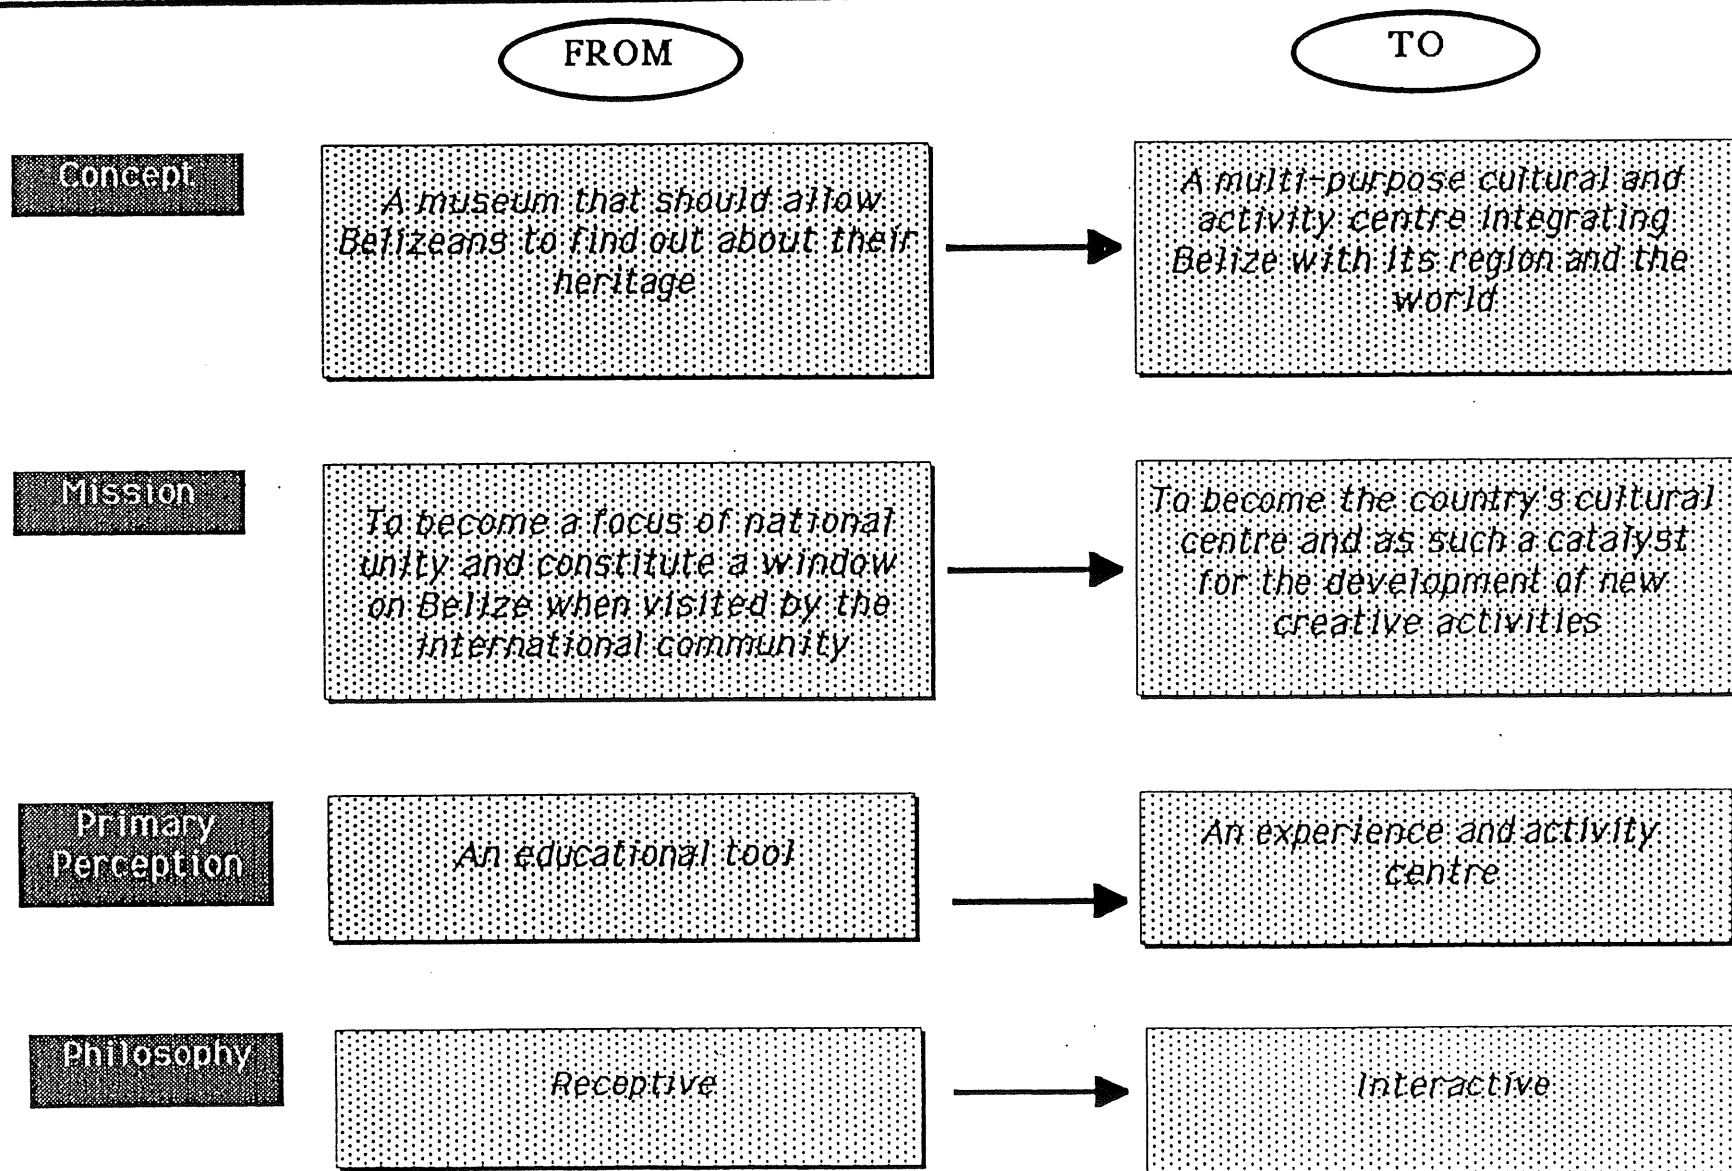 FROM
TO
Concept
A museum that should allow
Belizeans to find out about their
heritage
A multi-purpose cultural and
activity centre integrating
Belize with its region and the
world
Mission
To become a focus of national
unity and constitute a window
on Belize when visited by the
international community
To become the country's cultural
centre and as such a catalyst
for the development of new
creative activities
Primary
Perception
An educational tool
An experience and activity
centre
Philosophy
Receptive
Interactive